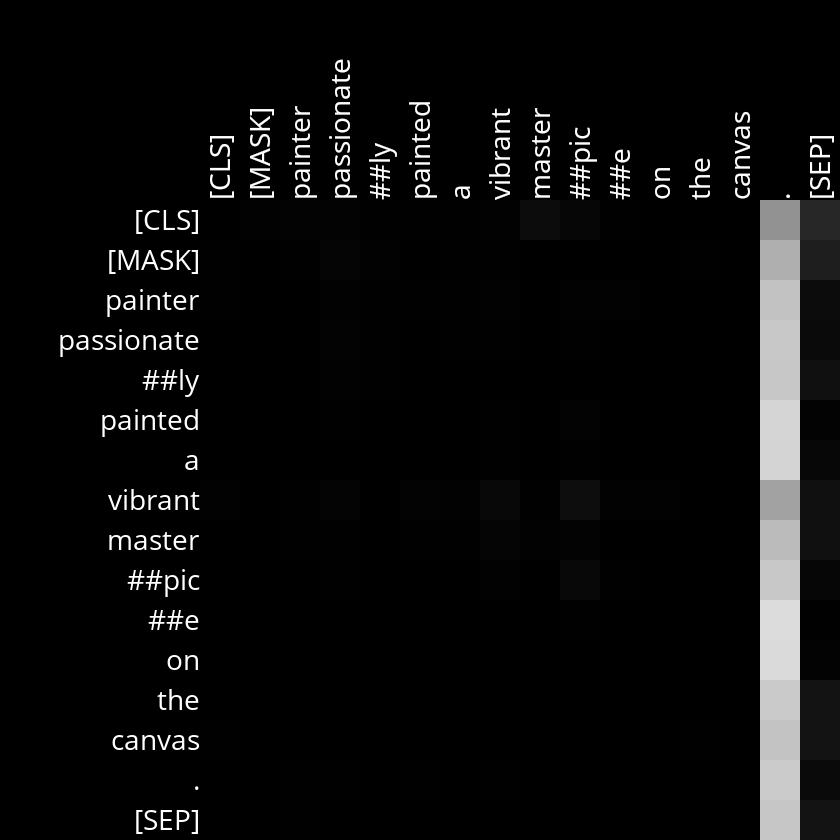 [CLS] [MASK] painter passionate ##ly painted a vibrant master ##pic ##e on the canvas . [SEP]
[CLS]
[MASK]
painter
passionate
##ly
painted
a
vibrant
master
##pic
##e
on
the
canvas
.
[SEP]